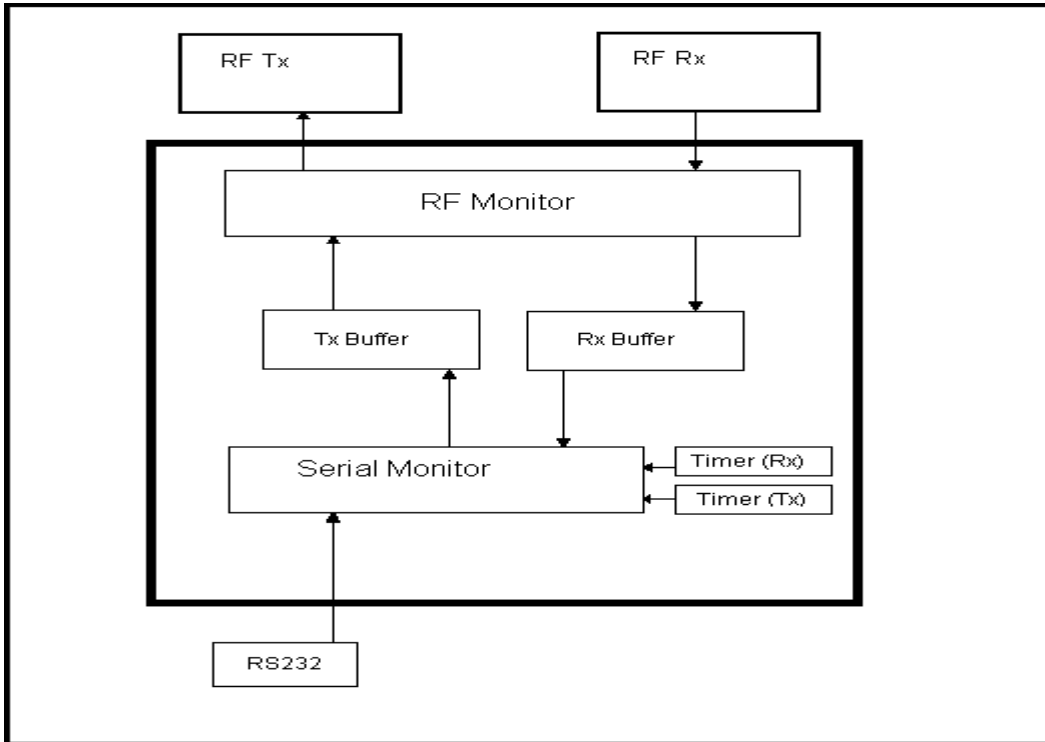 RF Tx
RF Rx
RF Monitor
Tx Buffer
Rx Buffer
Serial Monitor
Timer (Rx)
Timer (Tx)
RS232